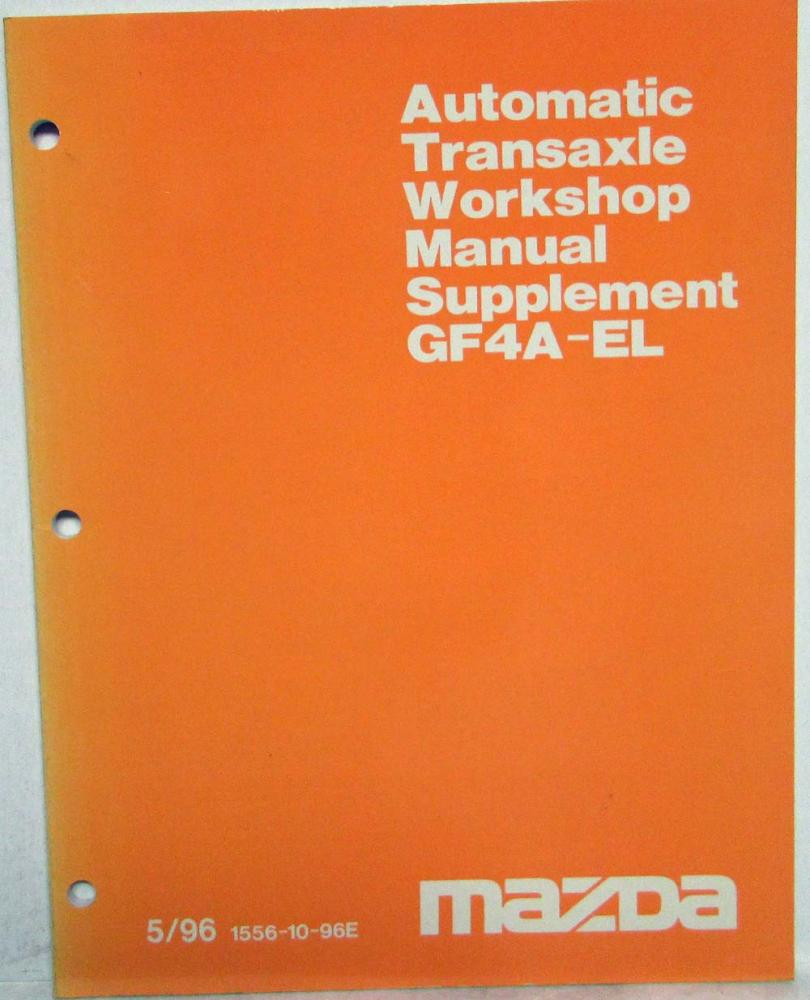 Automatic
Transaxle
Workshop
Manual
Supplement
GF4A-EL
mazDa
5/96 1556-10-96E